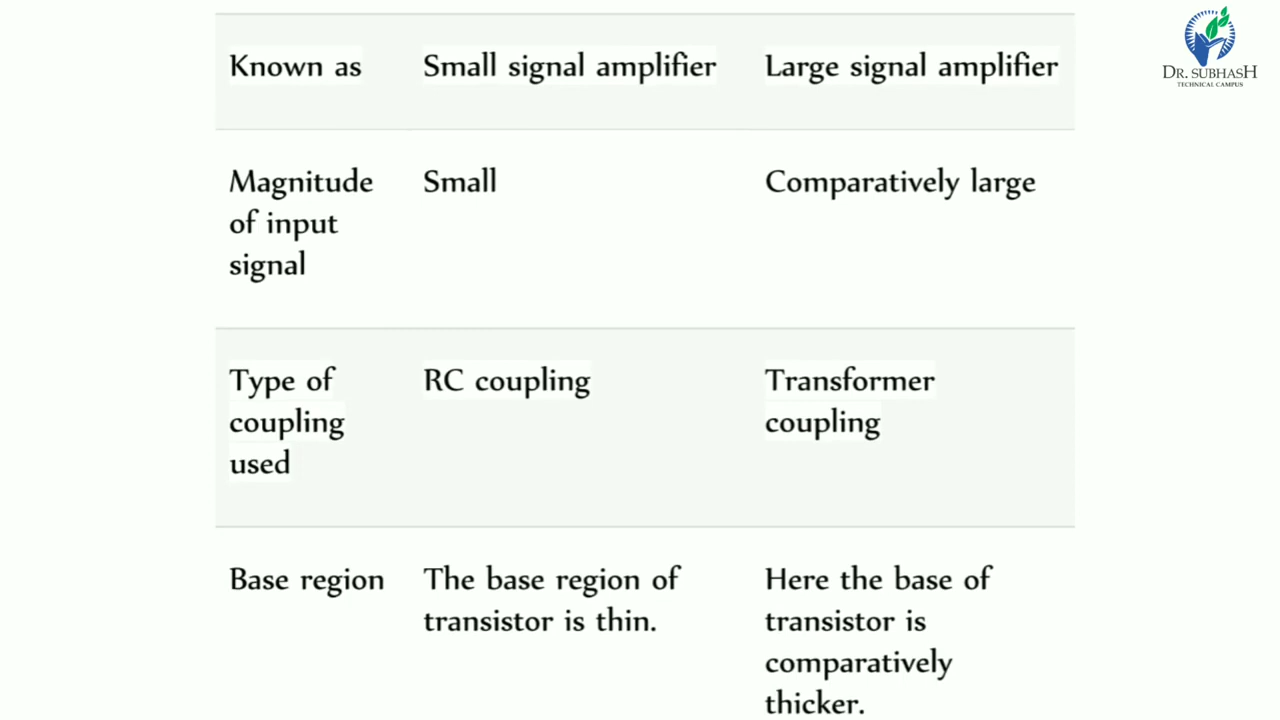 Known as Small signal amplifier Large signal amplifier
Magnitude of input signal Small Comparatively large
Type of coupling used RC coupling Transformer coupling
Base region The base region of transistor is thin. Here the base of transistor is comparatively thicker.
DR. SUBHASH
TECHNICAL CAMPUS